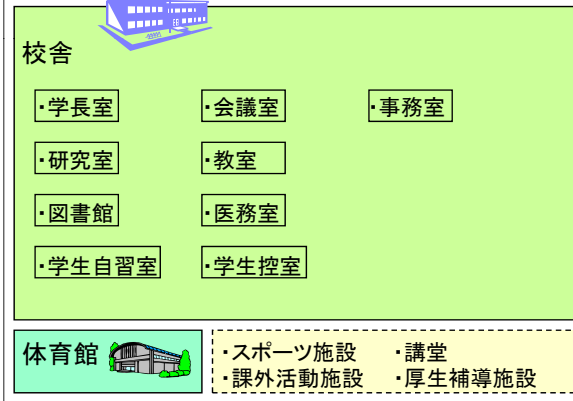 校舎
・学長室 ・会議室 ・事務室
・研究室 ・教室
・図書館 ・医務室
・学生自習室 ・学生控室
体育館
・スポーツ施設 ・講堂
・課外活動施設 ・厚生補導施設